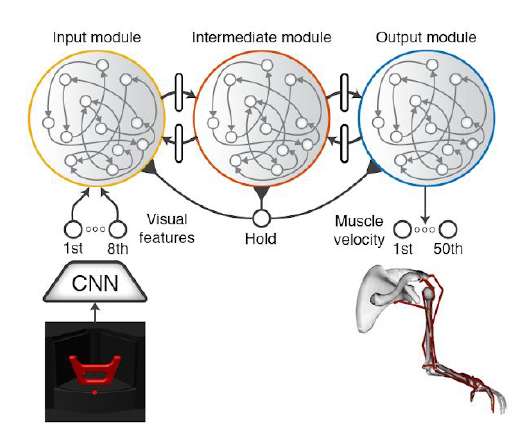 Input module
Intermediate module
Output module
1st
8th
Visual
features
Hold
Muscle
velocity
1st
50th
CNN